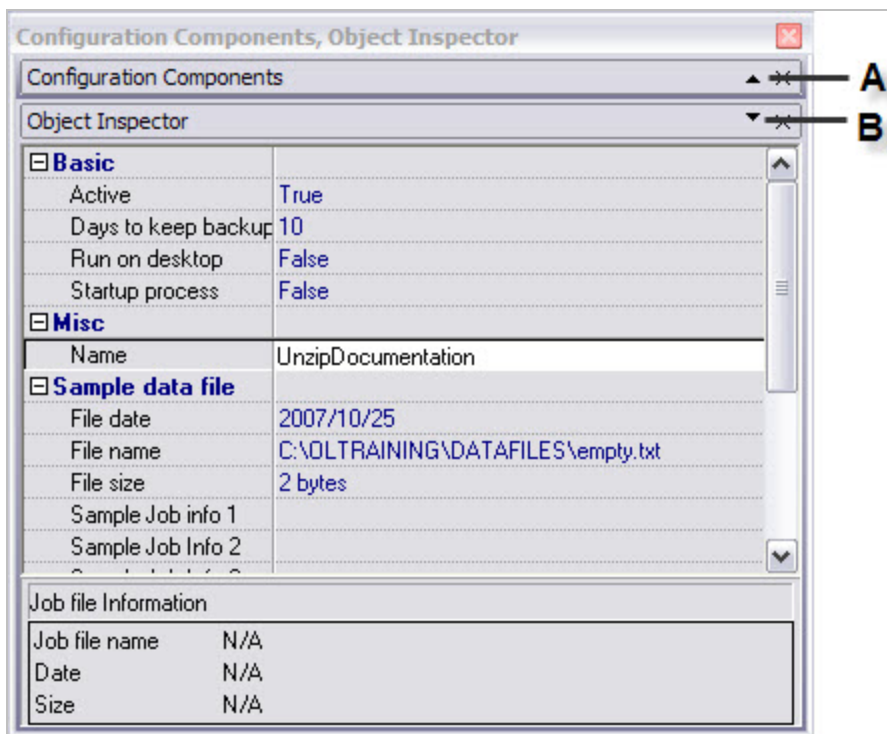 Configuration Components, Object Inspector
Configuration Components
A
Object Inspector
B
Basic
Active True
Days to keep backup 10
Run on desktop False
Startup process False
Misc
Name UnzipDocumentation
Sample data file
File date 2007/10/25
File name C:\OLTRAINING\DATAFILES\empty.txt
File size 2 bytes
Sample Job info 1
Sample Job Info 2
Job file Information
Job file name N/A
Date N/A
Size N/A